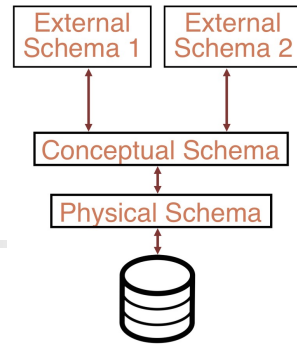 External
Schema 1
External
Schema 2
Conceptual Schema
Physical Schema